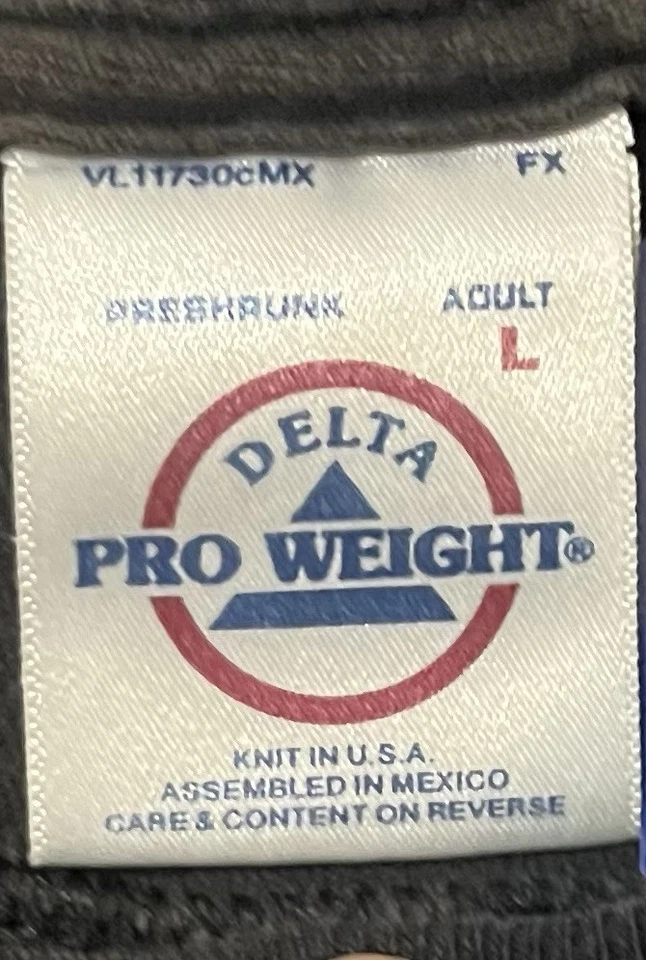 VL11730cMX FX
PRESHRUNK ADULT
L
DELTA
PRO WEIGHT®
KNIT IN U.S.A.
ASSEMBLED IN MEXICO
CARE & CONTENT ON REVERSE